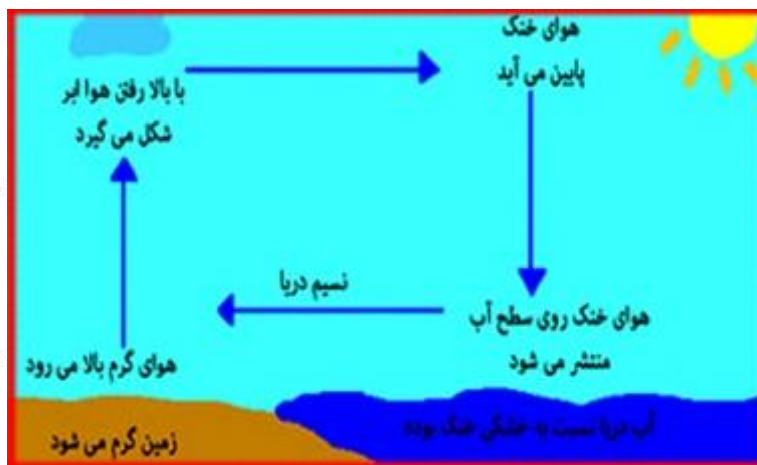 هوای خنک
پایین می آید
با بالا رفتن هوا ابر
شکل می گیرد
نسیم دریا
هوای خنک روی سطح آب
منتشر می شود
هوای گرم بالا می رود
آب دریا نسبت به خشکی خنک بوده
زمین گرم می شود